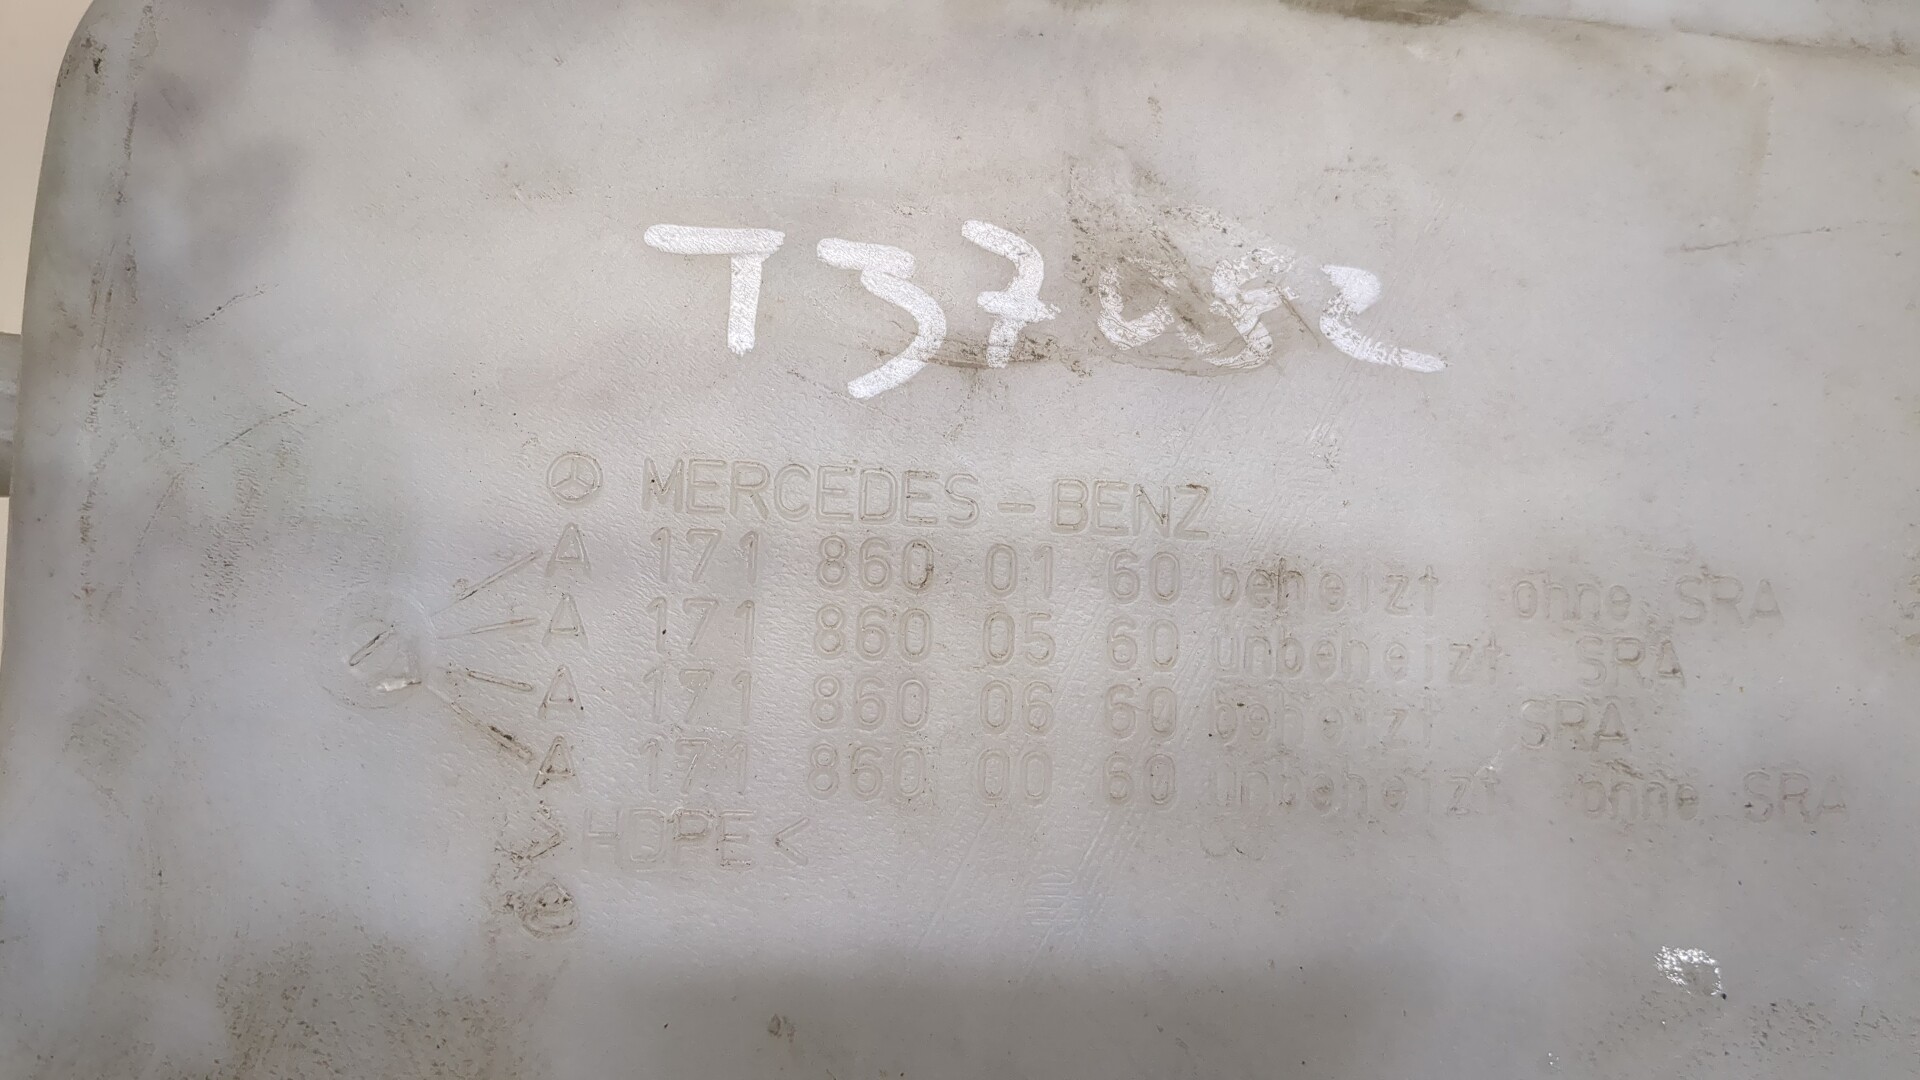 MERCEDES-BENZ
A 171 860 01 60 beheizt ohne SRA
A 171 860 05 60 unbeheizt SRA
A 171 860 06 60 beheizt SRA
A 171 860 00 60 unbeheizt ohne SRA
>HDPE<